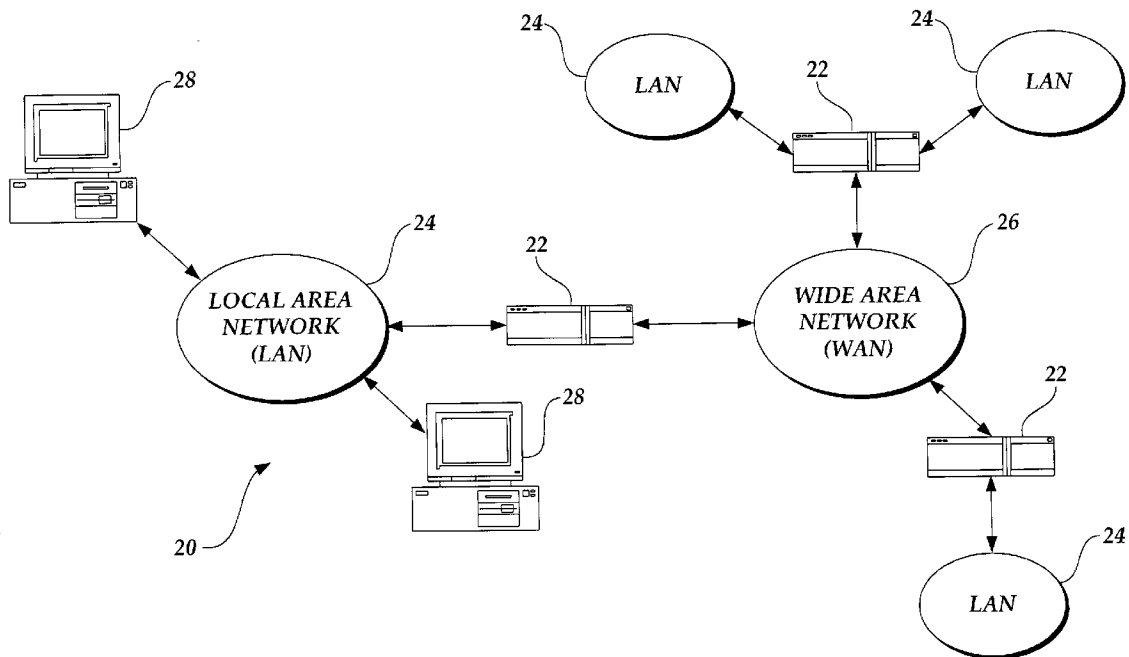 24
24
LAN
LAN
22
28
24
26
22
LOCAL AREA
NETWORK
(LAN)
WIDE AREA
NETWORK
(WAN)
28
22
20
24
LAN